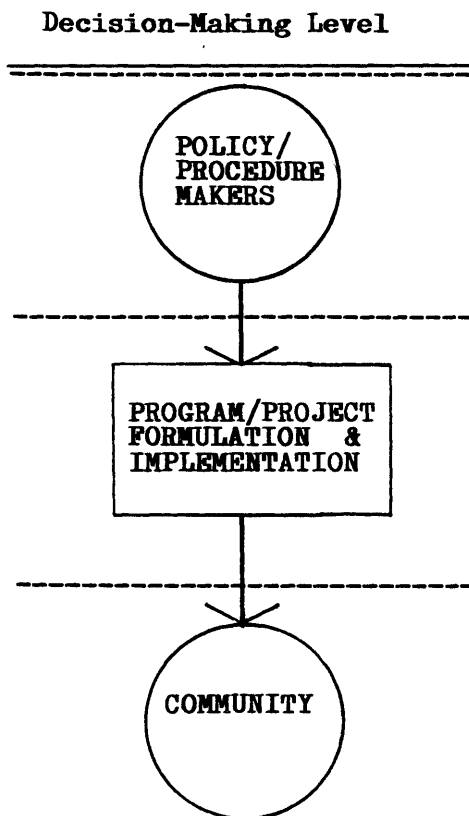 Decision-Making Level
POLICY/
PROCEDURE
MAKERS
PROGRAM/PROJECT
FORMULATION &
IMPLEMENTATION
COMMUNITY